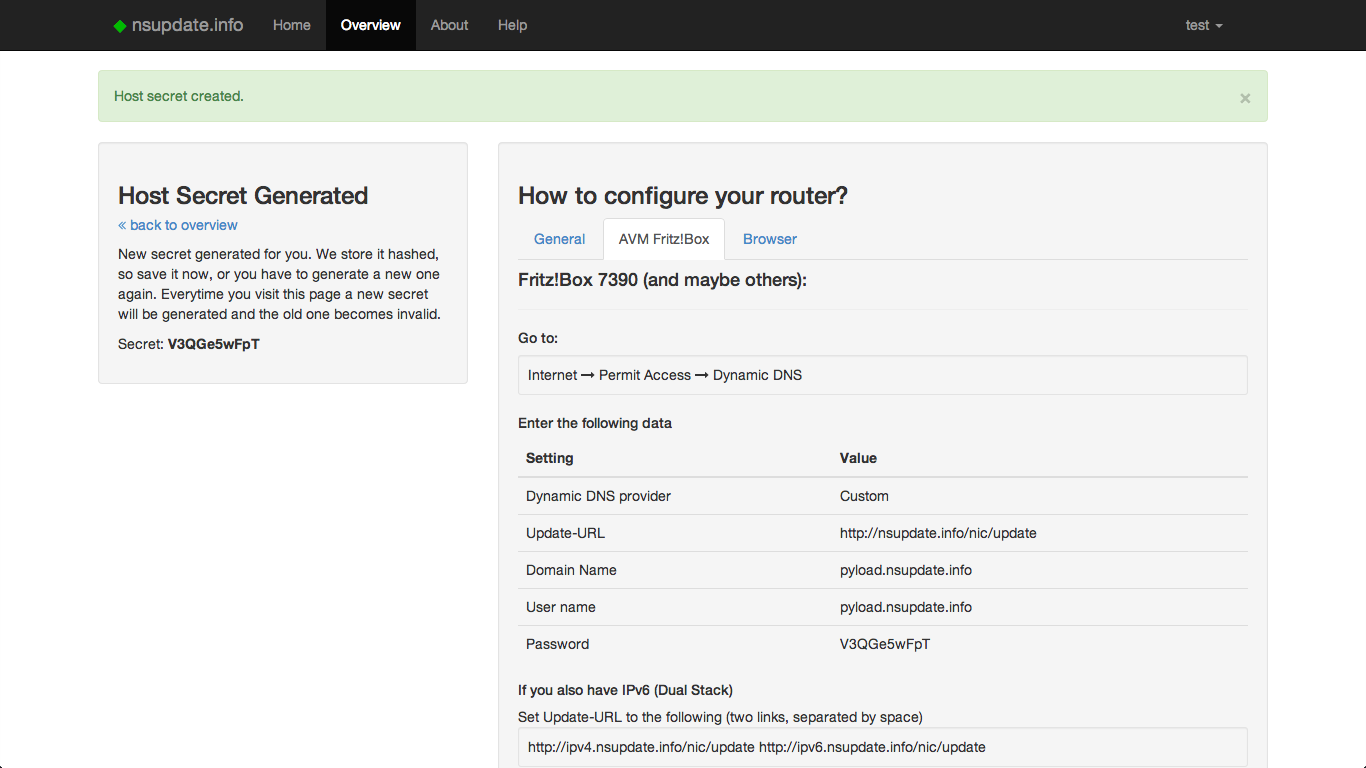 nsupdate.info Home Overview About Help test
Host secret created.
×
Host Secret Generated
« back to overview
New secret generated for you. We store it hashed,
so save it now, or you have to generate a new one
again. Everytime you visit this page a new secret
will be generated and the old one becomes invalid.
Secret: V3QGe5wFpT
How to configure your router?
General AVM Fritz!Box Browser
Fritz!Box 7390 (and maybe others):
Go to:
Internet → Permit Access → Dynamic DNS
Enter the following data
Setting Value
Dynamic DNS provider Custom
Update-URL http://nsupdate.info/nic/update
Domain Name pyload.nsupdate.info
User name pyload.nsupdate.info
Password V3QGe5wFpT
If you also have IPv6 (Dual Stack)
Set Update-URL to the following (two links, separated by space)
http://ipv4.nsupdate.info/nic/update http://ipv6.nsupdate.info/nic/update